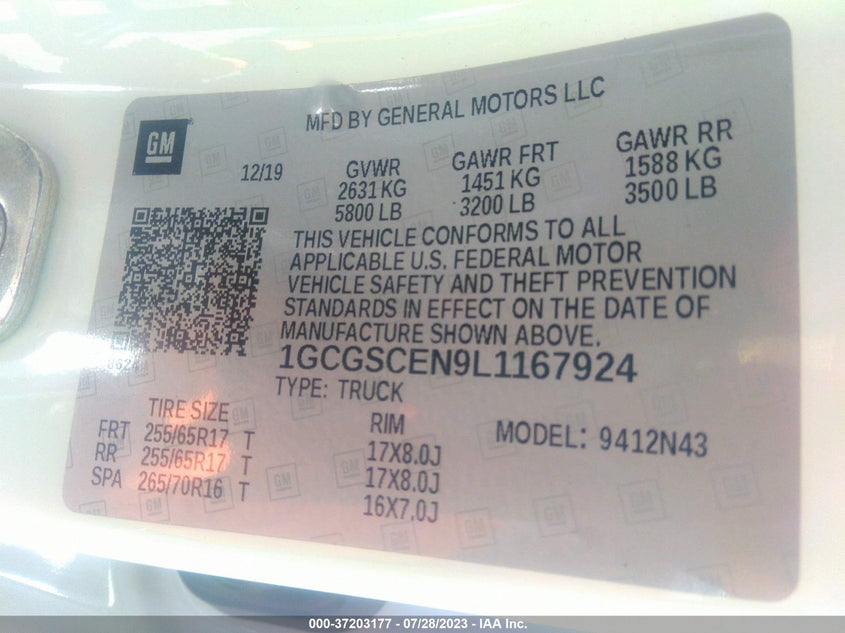 MFD BY GENERAL MOTORS LLC
GM
12/19
GVWR GAWR FRT GAWR RR
2631 KG 1451 KG 1588 KG
5800 LB 3200 LB 3500 LB
THIS VEHICLE CONFORMS TO ALL
APPLICABLE U.S. FEDERAL MOTOR
VEHICLE SAFETY AND THEFT PREVENTION
STANDARDS IN EFFECT ON THE DATE OF
MANUFACTURE SHOWN ABOVE.
1GCGSCEN9L1167924
TYPE: TRUCK
TIRE SIZE RIM MODEL: 9412N43
FRT 255/65R17 T 17X8.0J
RR 255/65R17 T 17X8.0J
SPA 265/70R16 T 16X7.0J
000-37203177 - 07/28/2023 - IAA Inc.